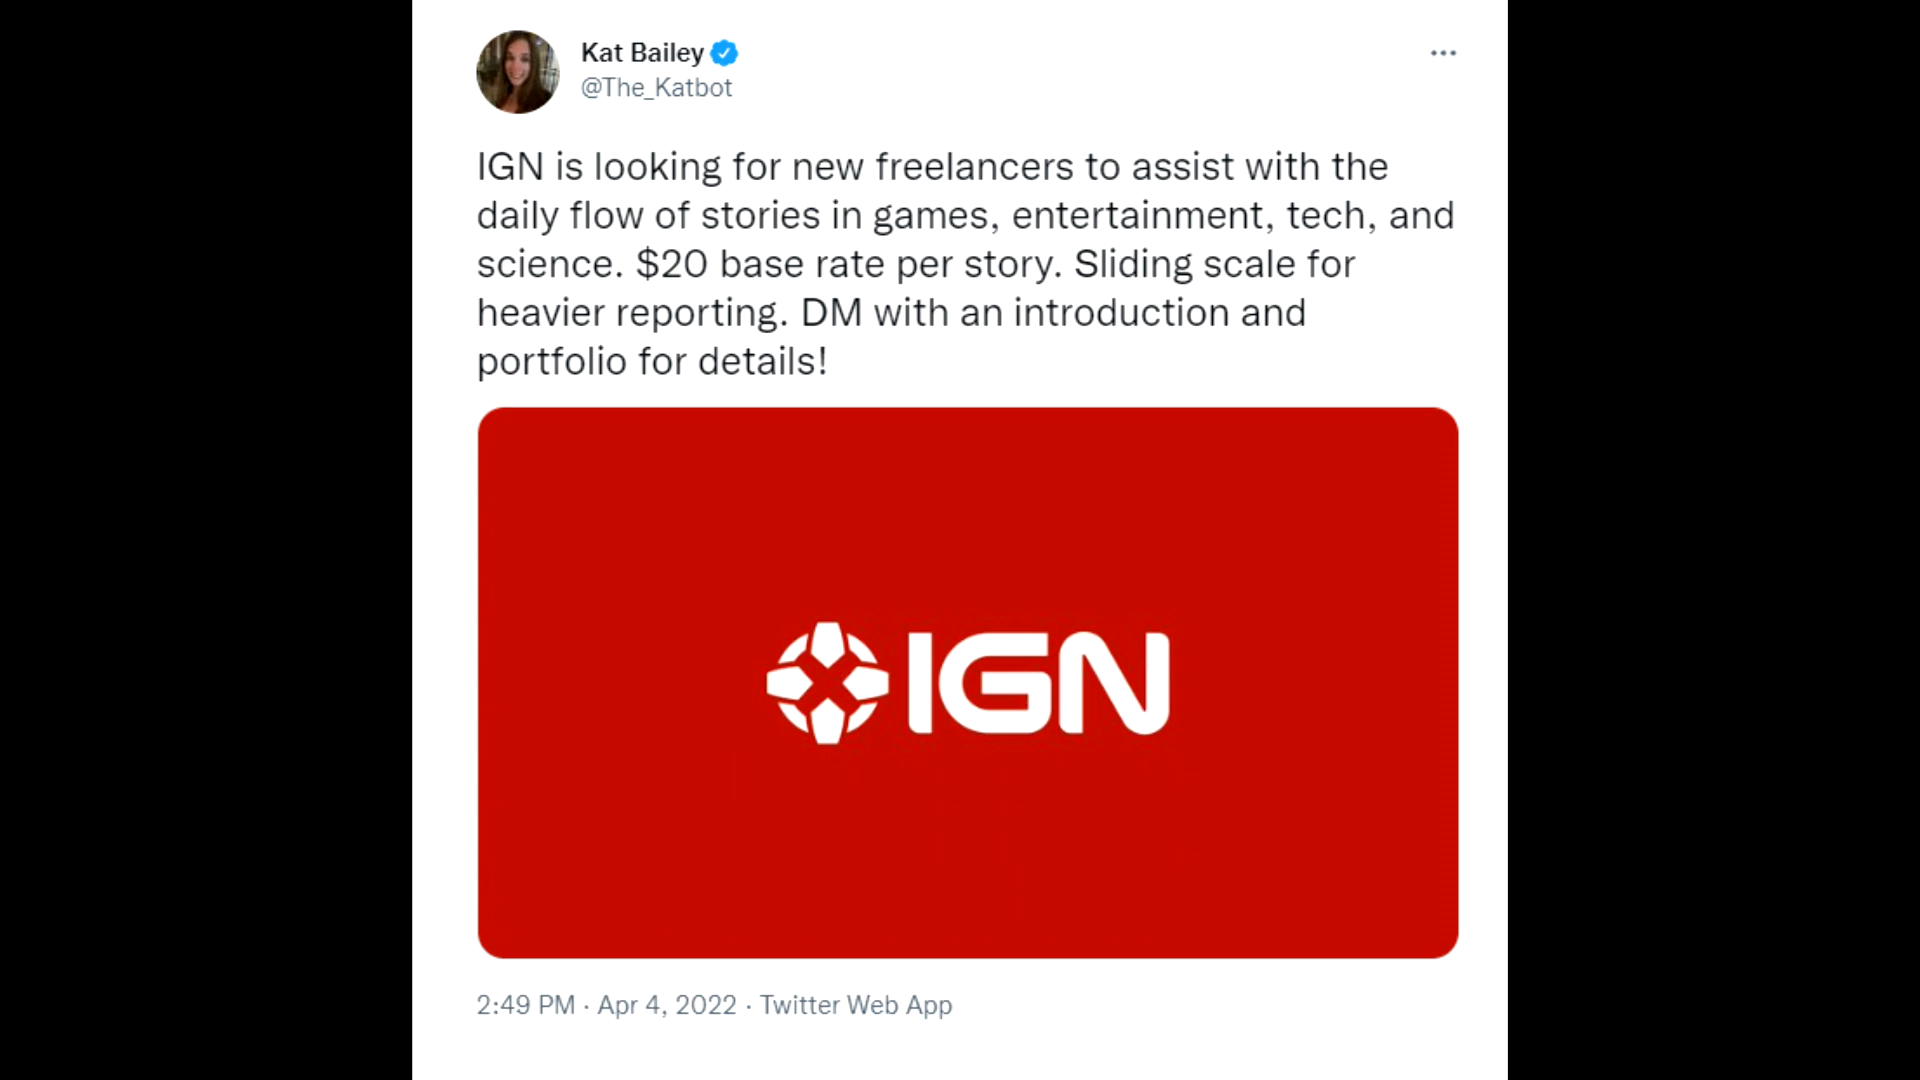 Kat Bailey
@The_Katbot
IGN is looking for new freelancers to assist with the
daily flow of stories in games, entertainment, tech, and
science. $20 base rate per story. Sliding scale for
heavier reporting. DM with an introduction and
portfolio for details!
IGN
2:49 PM · Apr 4, 2022 · Twitter Web App